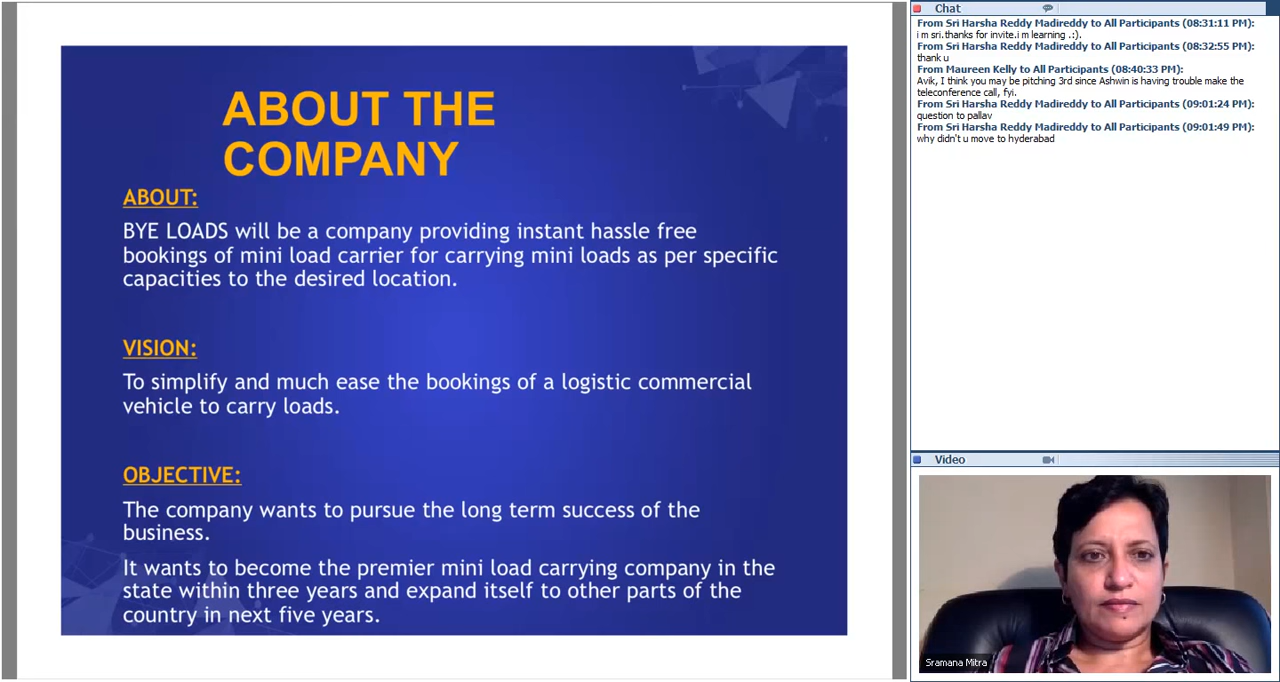 ABOUT THE
COMPANY
ABOUT:
BYE LOADS will be a company providing instant hassle free
bookings of mini load carrier for carrying mini loads as per specific
capacities to the desired location.
VISION:
To simplify and much ease the bookings of a logistic commercial
vehicle to carry loads.
OBJECTIVE:
The company wants to pursue the long term success of the
business.
It wants to become the premier mini load carrying company in the
state within three years and expand itself to other parts of the
country in next five years.
Chat
From Sri Harsha Reddy Madireddy to All Participants (08:31:11 PM):
i m sri.thanks for invite.i m learning .:).
From Sri Harsha Reddy Madireddy to All Participants (08:32:55 PM):
thank u
From Maureen Kelly to All Participants (08:40:33 PM):
Avik, I think you may be pitching 3rd since Ashwin is having trouble make the
teleconference call, fyi.
From Sri Harsha Reddy Madireddy to All Participants (09:01:24 PM):
question to pallav
From Sri Harsha Reddy Madireddy to All Participants (09:01:49 PM):
why didn't u move to hyderabad
Video
Sramana Mitra